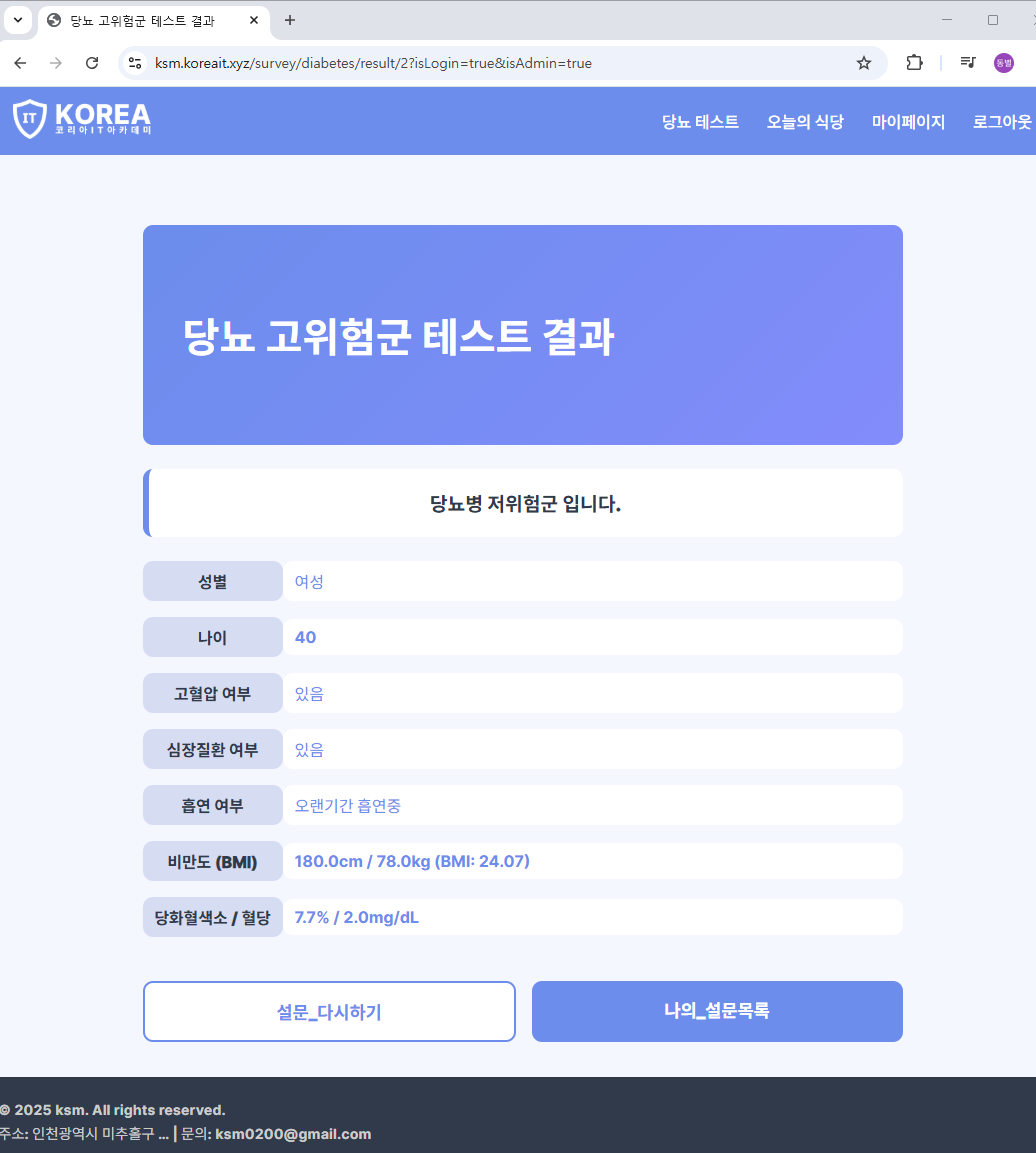 당뇨 고위험군 테스트 결과
ksm.koreait.xyz/survey/diabetes/result/2?isLogin=true&isAdmin=true
동별
IT KOREA
코리아IT아카데미
당뇨 테스트 오늘의 식당 마이페이지 로그아웃
당뇨 고위험군 테스트 결과
당뇨병 저위험군 입니다.
성별 여성
나이 40
고혈압 여부 있음
심장질환 여부 있음
흡연 여부 오랜기간 흡연중
비만도 (BMI) 180.0cm / 78.0kg (BMI: 24.07)
당화혈색소 / 혈당 7.7% / 2.0mg/dL
설문_다시하기 나의_설문목록
© 2025 ksm. All rights reserved.
주소: 인천광역시 미추홀구 ... | 문의: ksm0200@gmail.com